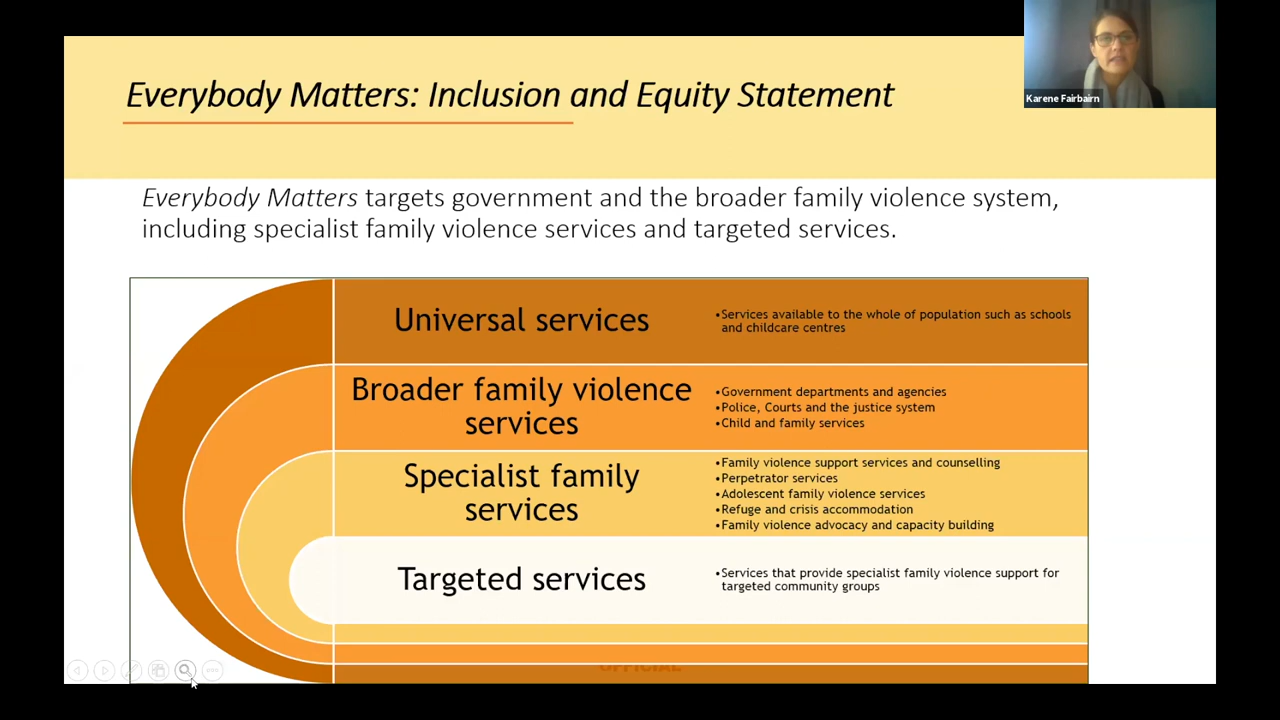 Everybody Matters: Inclusion and Equity Statement
Karene Fairbairn
Everybody Matters targets government and the broader family violence system,
including specialist family violence services and targeted services.
Universal services
•Services available to the whole of population such as schools
and childcare centres
Broader family violence
services
•Government departments and agencies
•Police, Courts and the justice system
•Child and family services
Specialist family
services
•Family violence support services and counselling
•Perpetrator services
•Adolescent family violence services
•Refuge and crisis accommodation
•Family violence advocacy and capacity building
Targeted services
•Services that provide specialist family violence support for
targeted community groups
OFFICIAL